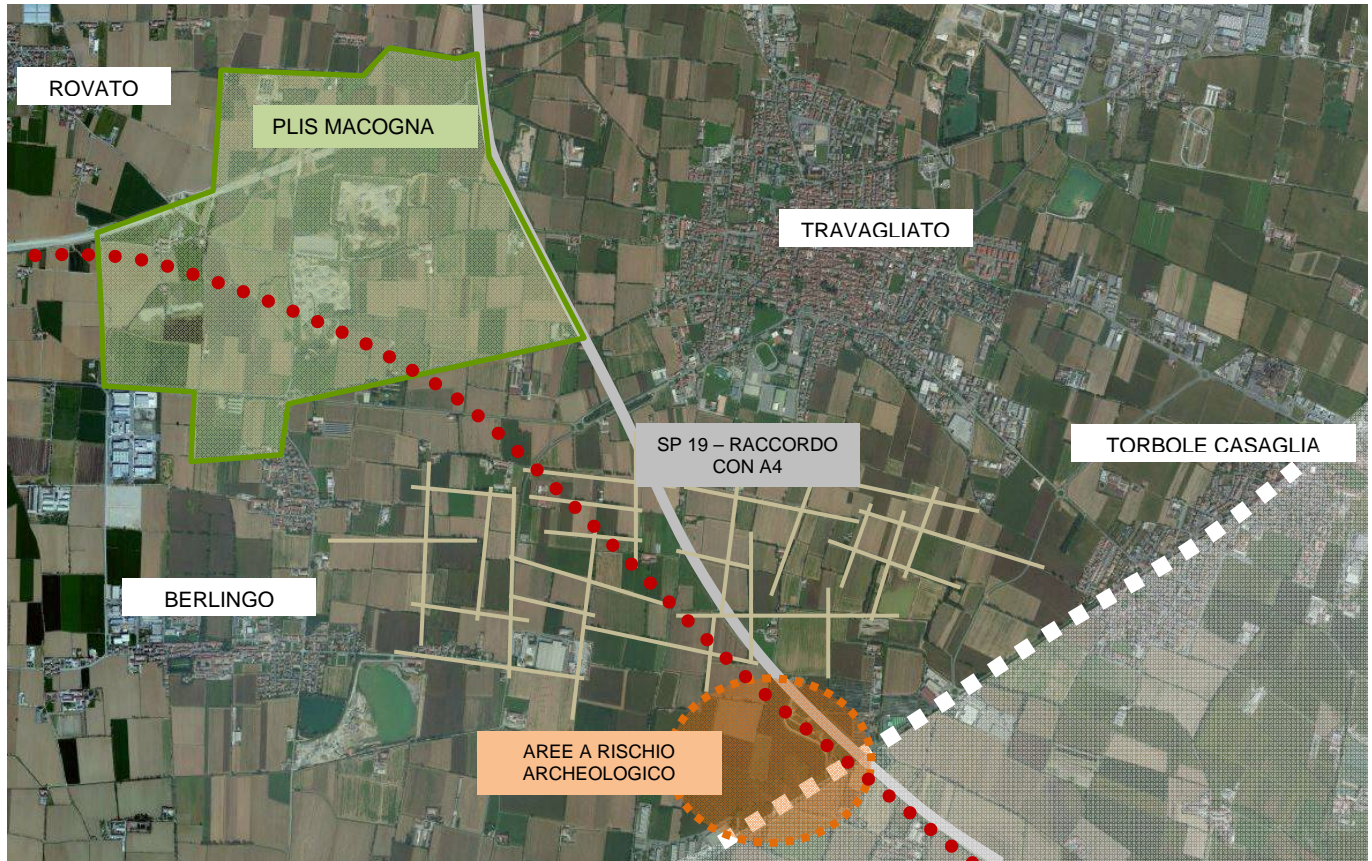 ROVATO
PLIS MACOGNA
TRAVAGLIATO
SP 19 – RACCORDO
CON A4
TORBOLE CASAGLIA
BERLINGO
AREE A RISCHIO
ARCHEOLOGICO